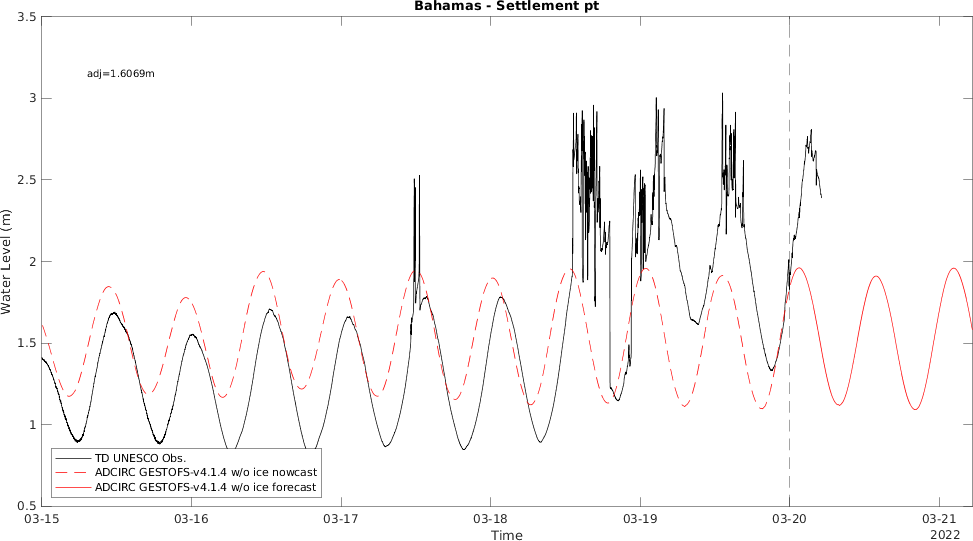 Bahamas - Settlement pt
3.5
adj=1.6069m
3
2.5
2
Water Level (m)
1.5
1
TD UNESCO Obs.
ADCIRC GESTOFS-v4.1.4 w/o ice nowcast
ADCIRC GESTOFS-v4.1.4 w/o ice forecast
0.5
03-15 03-16 03-17 03-18 03-19 03-20 03-21
Time 2022